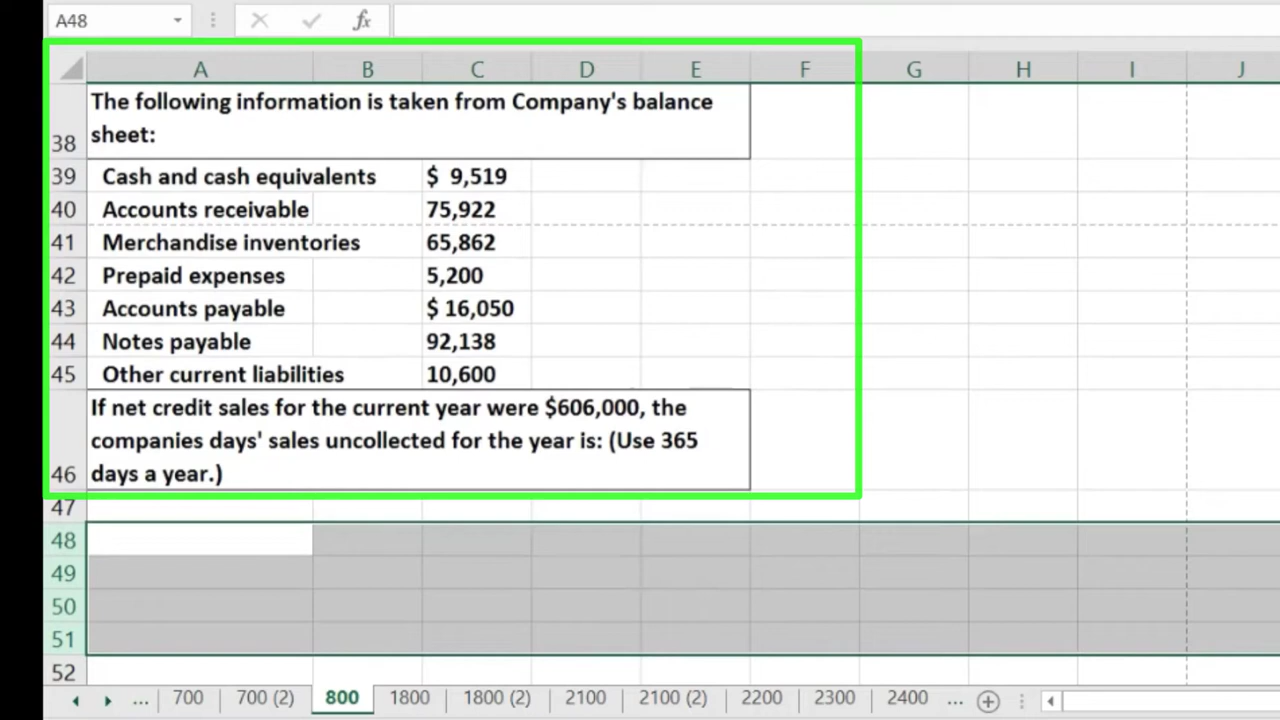 A48
fx
A B C D E F G H I J
38 The following information is taken from Company's balance
sheet:
39 Cash and cash equivalents $ 9,519
40 Accounts receivable 75,922
41 Merchandise inventories 65,862
42 Prepaid expenses 5,200
43 Accounts payable $ 16,050
44 Notes payable 92,138
45 Other current liabilities 10,600
If net credit sales for the current year were $606,000, the
companies days' sales uncollected for the year is: (Use 365
46 days a year.)
47
48
49
50
51
52
... 700 700 (2) 800 1800 1800 (2) 2100 2100 (2) 2200 2300 2400 ...